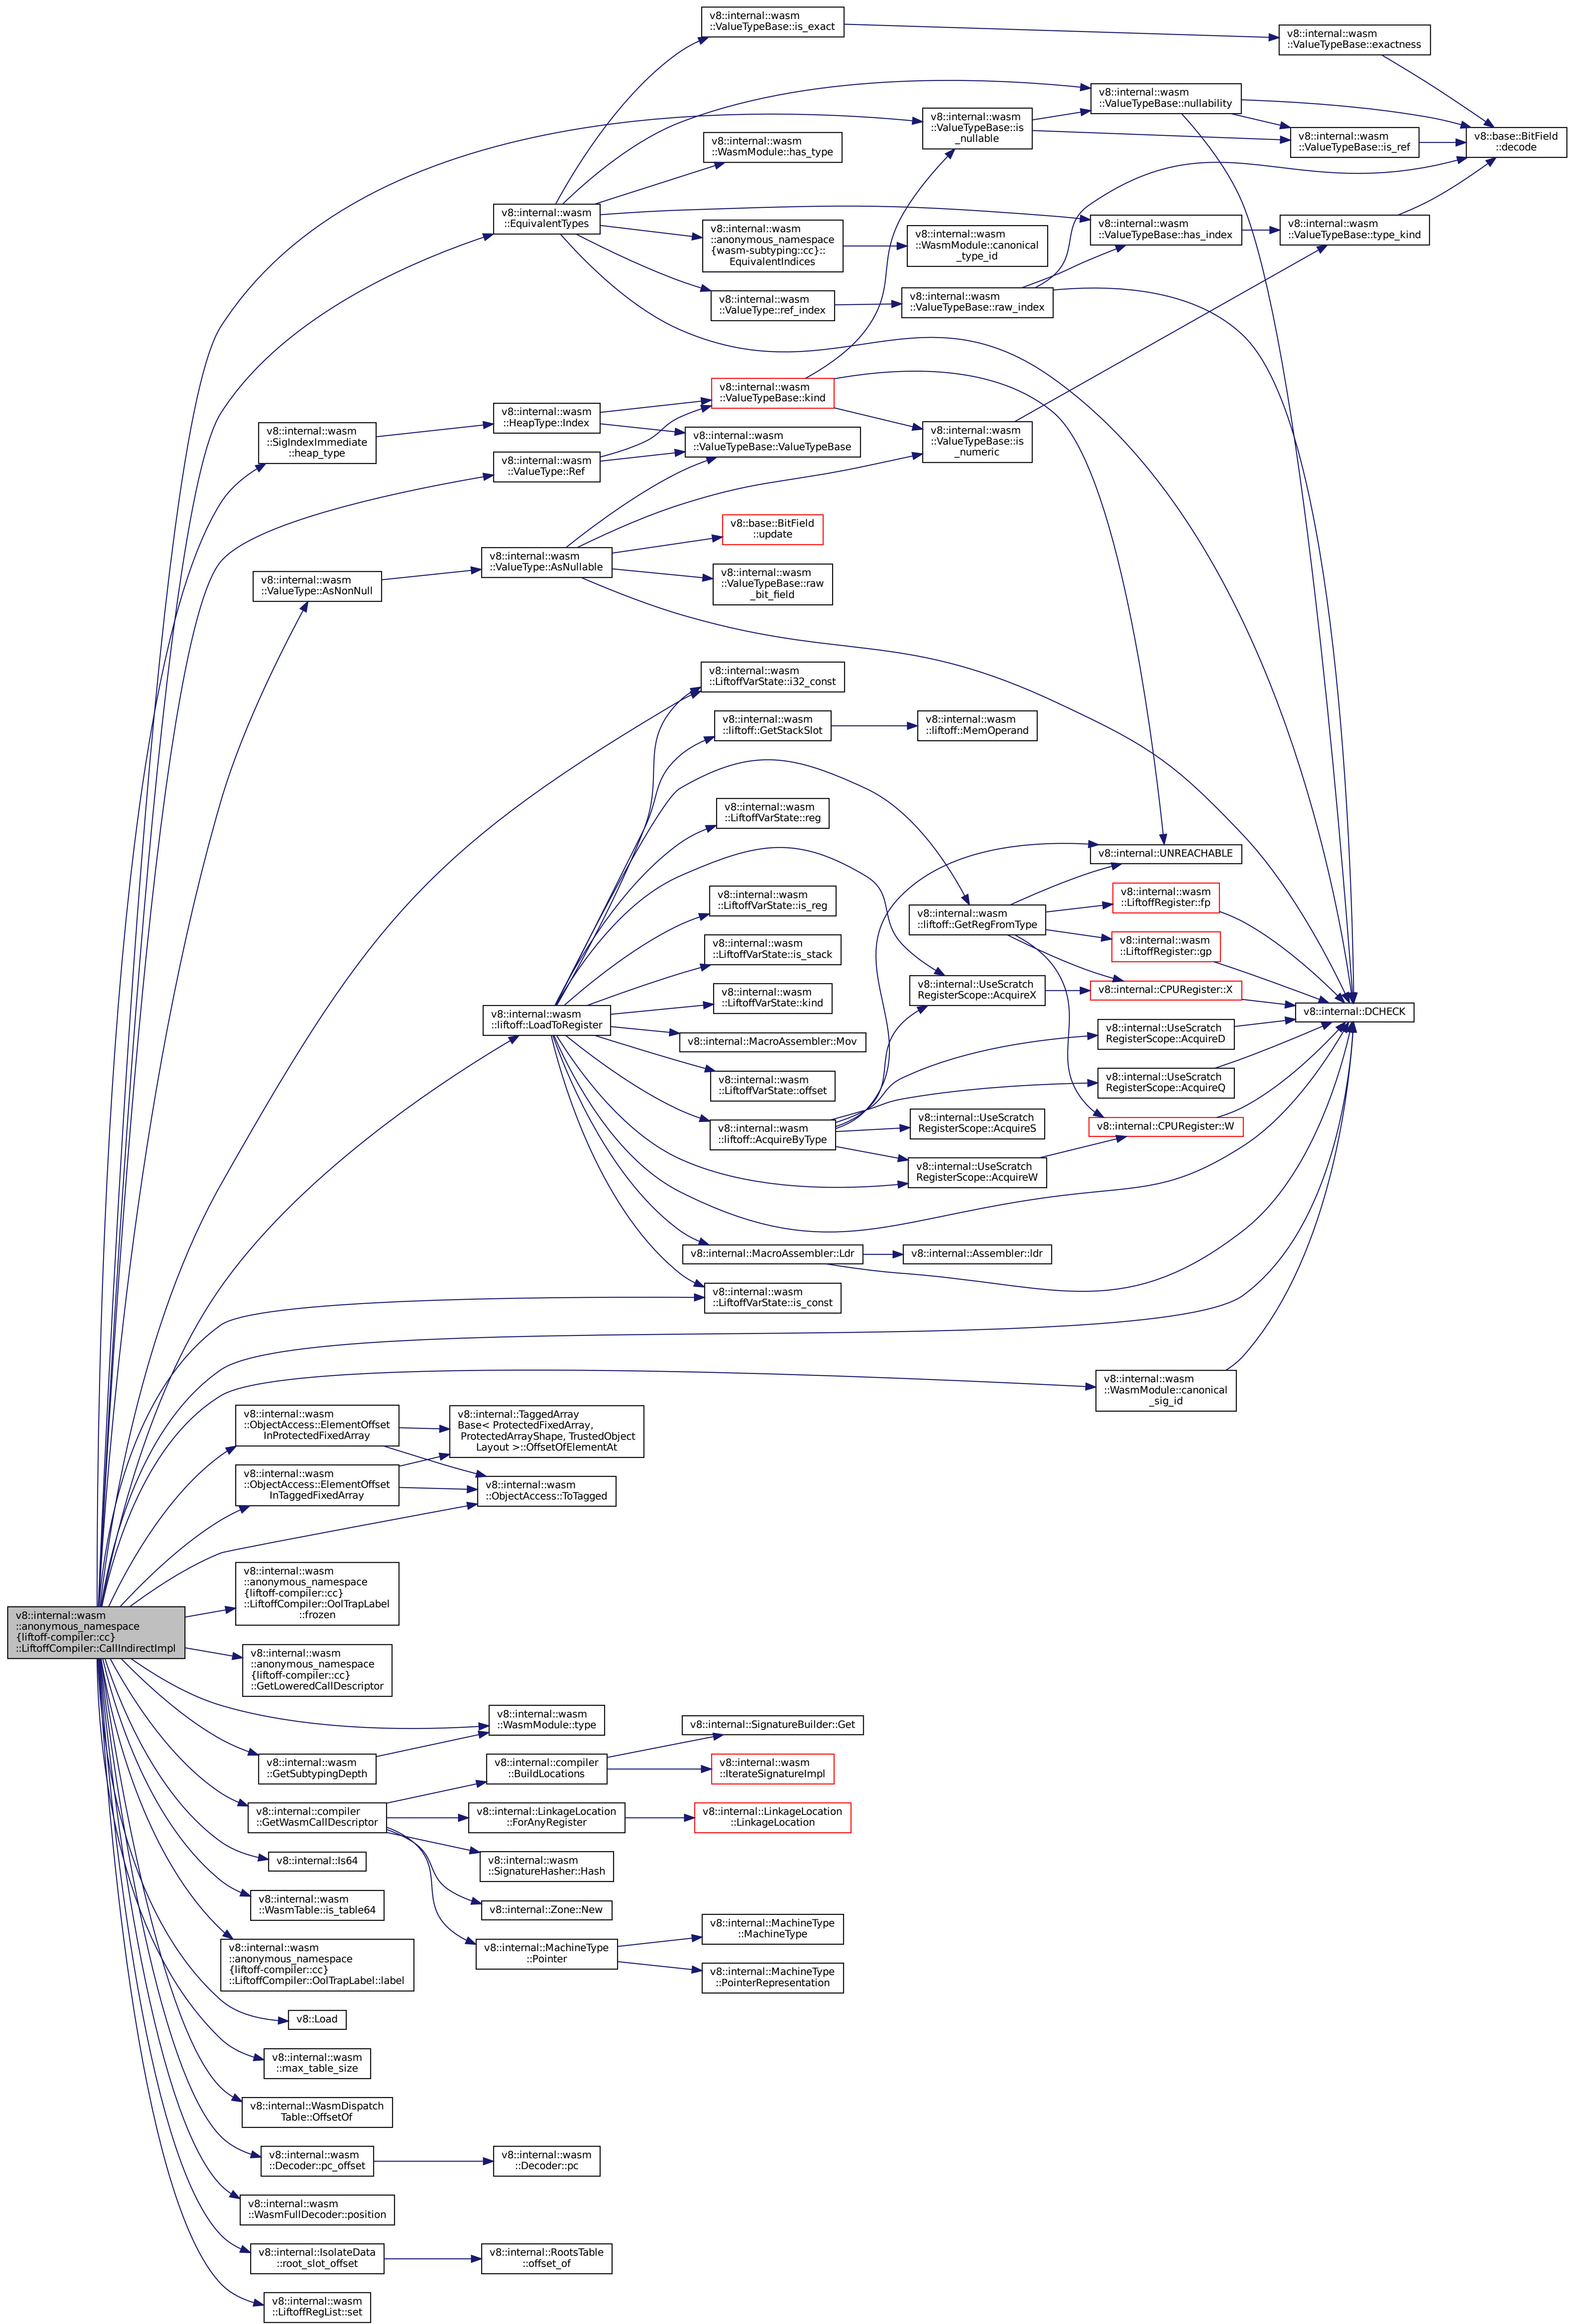 v8::internal::wasm
::ValueTypeBase::is_exact
v8::internal::wasm
::ValueTypeBase::exactness
v8::internal::wasm
::ValueTypeBase::nullability
v8::internal::wasm
::ValueTypeBase::is
_nullable
v8::internal::wasm
::ValueTypeBase::is_ref
v8::base::BitField
::decode
v8::internal::wasm
::WasmModule::has_type
v8::internal::wasm
::EquivalentTypes
v8::internal::wasm
::anonymous_namespace
{wasm-subtyping::cc}::
EquivalentIndices
v8::internal::wasm
::WasmModule::canonical
_type_id
v8::internal::wasm
::ValueTypeBase::has_index
v8::internal::wasm
::ValueTypeBase::type_kind
v8::internal::wasm
::ValueType::ref_index
v8::internal::wasm
::ValueTypeBase::raw_index
v8::internal::wasm
::ValueTypeBase::kind
v8::internal::wasm
::SigIndexImmediate
::heap_type
v8::internal::wasm
::HeapType::Index
v8::internal::wasm
::ValueTypeBase::ValueTypeBase
v8::internal::wasm
::ValueTypeBase::is
_numeric
v8::internal::wasm
::ValueType::Ref
v8::base::BitField
::update
v8::internal::wasm
::ValueType::AsNullable
v8::internal::wasm
::ValueType::AsNonNull
v8::internal::wasm
::ValueTypeBase::raw
_bit_field
v8::internal::wasm
::LiftoffVarState::i32_const
v8::internal::wasm
::liftoff::GetStackSlot
v8::internal::wasm
::liftoff::MemOperand
v8::internal::wasm
::LiftoffVarState::reg
v8::internal::UNREACHABLE
v8::internal::wasm
::LiftoffVarState::is_reg
v8::internal::wasm
::liftoff::GetRegFromType
v8::internal::wasm
::LiftoffRegister::fp
v8::internal::wasm
::LiftoffVarState::is_stack
v8::internal::wasm
::LiftoffRegister::gp
v8::internal::wasm
::LiftoffVarState::kind
v8::internal::UseScratch
RegisterScope::AcquireX
v8::internal::CPURegister::X
v8::internal::DCHECK
v8::internal::wasm
::liftoff::LoadToRegister
v8::internal::MacroAssembler::Mov
v8::internal::UseScratch
RegisterScope::AcquireD
v8::internal::wasm
::LiftoffVarState::offset
v8::internal::UseScratch
RegisterScope::AcquireQ
v8::internal::wasm
::liftoff::AcquireByType
v8::internal::UseScratch
RegisterScope::AcquireS
v8::internal::CPURegister::W
v8::internal::UseScratch
RegisterScope::AcquireW
v8::internal::MacroAssembler::Ldr
v8::internal::Assembler::ldr
v8::internal::wasm
::LiftoffVarState::is_const
v8::internal::wasm
::WasmModule::canonical
_sig_id
v8::internal::wasm
::ObjectAccess::ElementOffset
InProtectedFixedArray
v8::internal::TaggedArray
Base< ProtectedFixedArray,
ProtectedArrayShape, TrustedObject
Layout >::OffsetOfElementAt
v8::internal::wasm
::ObjectAccess::ElementOffset
InTaggedFixedArray
v8::internal::wasm
::ObjectAccess::ToTagged
v8::internal::wasm
::anonymous_namespace
{liftoff-compiler::cc}
::LiftoffCompiler::OolTrapLabel
::frozen
v8::internal::wasm
::anonymous_namespace
{liftoff-compiler::cc}
::LiftoffCompiler::CallIndirectImpl
v8::internal::wasm
::anonymous_namespace
{liftoff-compiler::cc}
::GetLoweredCallDescriptor
v8::internal::wasm
::WasmModule::type
v8::internal::SignatureBuilder::Get
v8::internal::wasm
::GetSubtypingDepth
v8::internal::compiler
::BuildLocations
v8::internal::wasm
::IterateSignatureImpl
v8::internal::compiler
::GetWasmCallDescriptor
v8::internal::LinkageLocation
::ForAnyRegister
v8::internal::LinkageLocation
::LinkageLocation
v8::internal::Is64
v8::internal::wasm
::SignatureHasher::Hash
v8::internal::wasm
::WasmTable::is_table64
v8::internal::Zone::New
v8::internal::wasm
::anonymous_namespace
{liftoff-compiler::cc}
::LiftoffCompiler::OolTrapLabel::label
v8::internal::MachineType
::Pointer
v8::internal::MachineType
::MachineType
v8::internal::MachineType
::PointerRepresentation
v8::Load
v8::internal::wasm
::max_table_size
v8::internal::WasmDispatch
Table::OffsetOf
v8::internal::wasm
::Decoder::pc_offset
v8::internal::wasm
::Decoder::pc
v8::internal::wasm
::WasmFullDecoder::position
v8::internal::IsolateData
::root_slot_offset
v8::internal::RootsTable
::offset_of
v8::internal::wasm
::LiftoffRegList::set